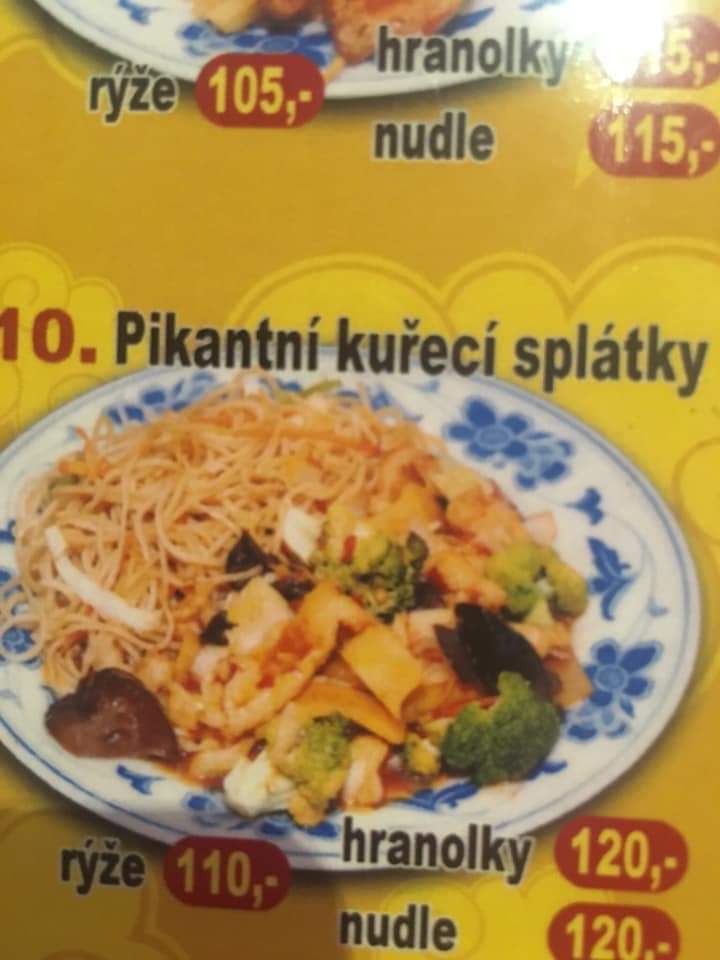 rýže 105,-
hranolky
nudle 115,-
10. Pikantní kuřecí splátky
rýže 110,-
hranolky 120,-
nudle 120,-